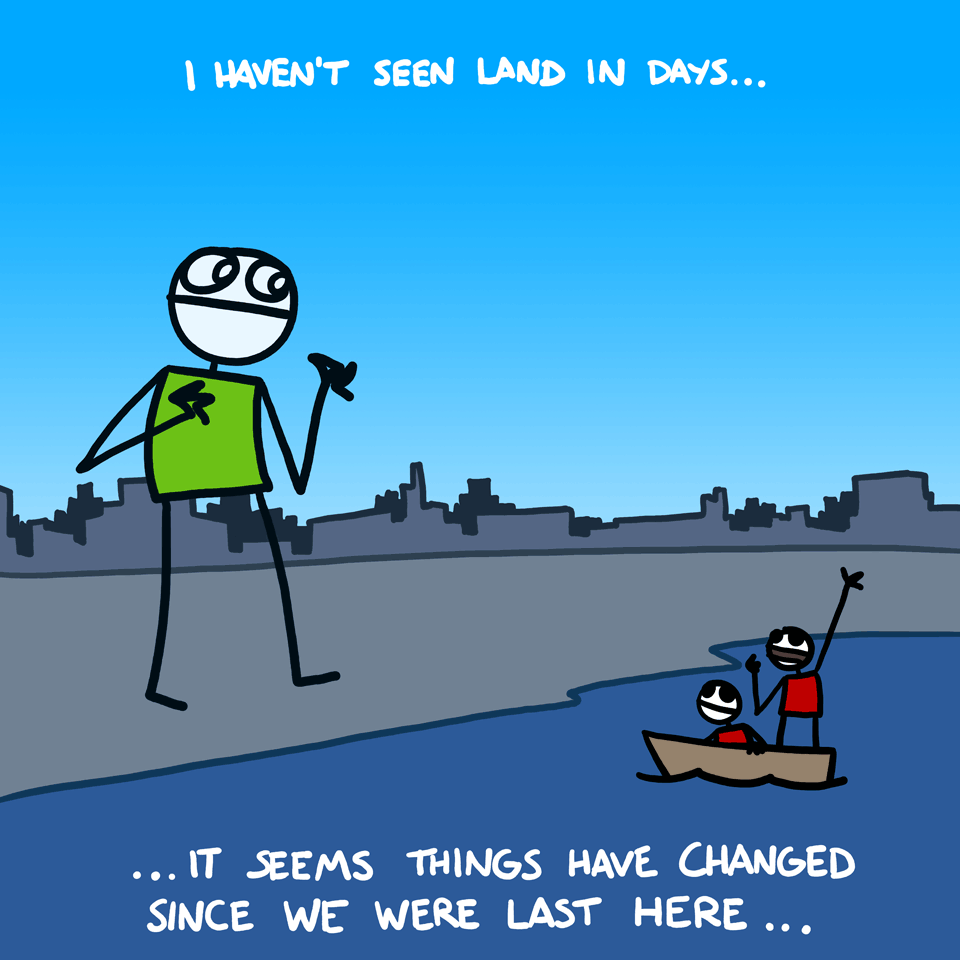 I HAVEN'T SEEN LAND IN DAYS...
...IT SEEMS THINGS HAVE CHANGED
SINCE WE WERE LAST HERE...